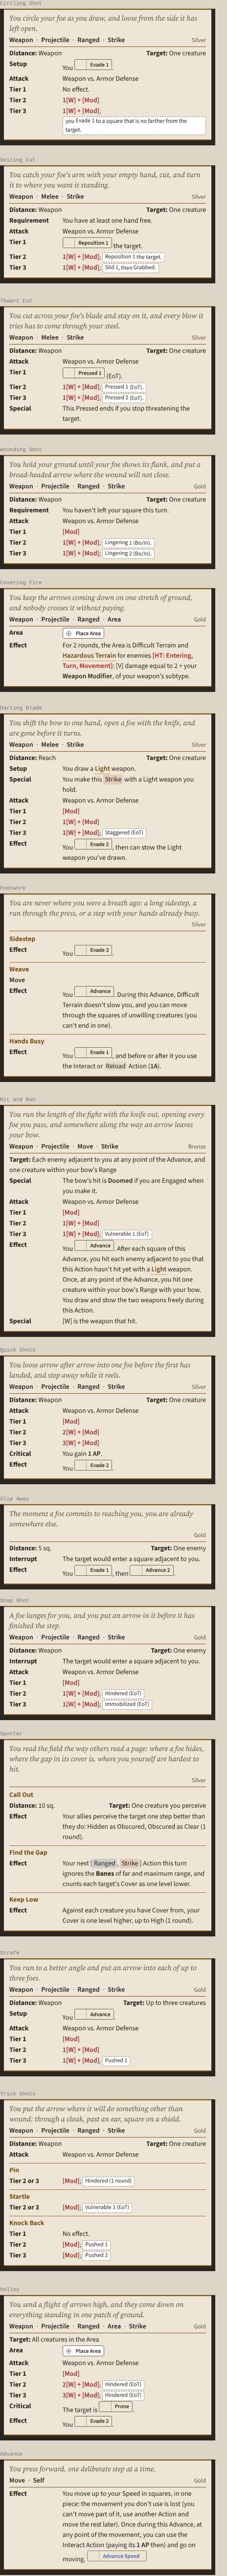 Circling Shot
You circle your foe as you draw, and loose from the side it has
left open.
Weapon · Projectile · Ranged · Strike Silver
Distance: Weapon Target: One creature
Setup You Evade 1
Attack Weapon vs. Armor Defense
Tier 1 No effect.
Tier 2 1[W] + [Mod]
Tier 3 1[W] + [Mod];
you Evade 1 to a square that is no farther from the
target.
Seizing Cut
You catch your foe's arm with your empty hand, cut, and turn
it to where you want it standing.
Weapon · Melee · Strike Silver
Distance: Weapon Target: One creature
Requirement You have at least one hand free.
Attack Weapon vs. Armor Defense
Tier 1 Reposition 1 the target.
Tier 2 1[W] + [Mod]; Reposition 1 the target.
Tier 3 1[W] + [Mod]; Slid 1, then Grabbed.
Thwart Cut
You cut across your foe's blade and stay on it, and every blow it
tries has to come through your steel.
Weapon · Melee · Strike Silver
Distance: Weapon Target: One creature
Attack Weapon vs. Armor Defense
Tier 1 Pressed 1 (EoT).
Tier 2 1[W] + [Mod]; Pressed 1 (EoT).
Tier 3 1[W] + [Mod]; Pressed 2 (EoT).
Special This Pressed ends if you stop threatening the
target.
Wounding Shot
You hold your ground until your foe shows its flank, and put a
broad-headed arrow where the wound will not close.
Weapon · Projectile · Ranged · Strike Gold
Distance: Weapon Target: One creature
Requirement You haven't left your square this turn.
Attack Weapon vs. Armor Defense
Tier 1 [Mod]
Tier 2 1[W] + [Mod]; Lingering 1 (Bo/In).
Tier 3 1[W] + [Mod]; Lingering 2 (Bo/In).
Covering Fire
You keep the arrows coming down on one stretch of ground,
and nobody crosses it without paying.
Weapon · Projectile · Ranged · Area Gold
Area Place Area
Effect For 2 rounds, the Area is Difficult Terrain and
Hazardous Terrain for enemies [HT: Entering,
Turn, Movement]: [V] damage equal to 2 + your
Weapon Modifier, of your weapon's subtype.
Darting Blade
You shift the bow to one hand, open a foe with the knife, and
are gone before it turns.
Weapon · Melee · Strike
Distance: Reach Target: One creature
Setup You draw a Light weapon.
Special You make this Strike with a Light weapon you
hold.
Attack Weapon vs. Armor Defense
Tier 1 [Mod]
Tier 2 1[W] + [Mod]
Tier 3 1[W] + [Mod]; Staggered (EoT)
Effect You Evade 2, then can stow the Light
weapon you've drawn.
Footwork
You are never where you were a breath ago: a long sidestep, a
run through the press, or a step with your hands already busy.
Silver
Sidestep
Effect You Evade 3.
Weave
Move
Effect You Advance. During this Advance, Difficult
Terrain doesn't slow you, and you can move
through the squares of unwilling creatures (you
can't end in one).
Hands Busy
Effect You Evade 1, and before or after it you use
the Interact or Reload Action (1A).
Hit and Run
You run the length of the fight with the knife out, opening every
foe you pass, and somewhere along the way an arrow leaves
your bow.
Weapon · Projectile · Move · Strike Bronze
Target: Each enemy adjacent to you at any point of the Advance, and
one creature within your bow's Range
Special The bow's hit is Doomed if you are Engaged when
you make it.
Attack Weapon vs. Armor Defense
Tier 1 [Mod]
Tier 2 1[W] + [Mod]
Tier 3 1[W] + [Mod]; Vulnerable 1 (EoT)
Effect You Advance. After each square of this
Advance, you hit each enemy adjacent to you that
this Action hasn't hit yet with a Light weapon.
Once, at any point of the Advance, you hit one
creature within your bow's Range with your bow.
You draw and stow the two weapons freely during
this Action.
Special [W] is the weapon that hit.
Quick Shots
You loose arrow after arrow into one foe before the first has
landed, and step away while it reels.
Weapon · Projectile · Ranged · Strike Gold
Distance: Weapon Target: One creature
Attack Weapon vs. Armor Defense
Tier 1 [Mod]
Tier 2 2[W] + [Mod]
Tier 3 3[W] + [Mod]
Critical You gain 1 AP.
Effect You Evade 2.
Slip Away
The moment a foe commits to reaching you, you are already
somewhere else.
Gold
Distance: 5 sq. Target: One enemy
Interrupt The target would enter a square adjacent to you.
Effect You Evade 1, then Advance 2.
Snap Shot
A foe lunges for you, and you put an arrow in it before it has
finished the step.
Weapon · Projectile · Ranged · Strike Gold
Distance: Weapon Target: One enemy
Interrupt The target would enter a square adjacent to you.
Attack Weapon vs. Armor Defense
Tier 1 [Mod]
Tier 2 1[W] + [Mod]; Hindered (EoT)
Tier 3 1[W] + [Mod]; Immobilized (EoT)
Spotter
You read the field the way others read a page: where a foe hides,
where the gap in its cover is, where you yourself are hardest to
hit.
Silver
Call Out
Distance: 10 sq. Target: One creature you perceive
Effect Your allies perceive the target one step better than
they do: Hidden as Obscured, Obscured as Clear (1
round).
Find the Gap
Effect Your next [ Ranged, Strike ] Action this turn
ignores the Banes of far and maximum range, and
counts each target's Cover as one level lower.
Keep Low
Effect Against each creature you have Cover from, your
Cover is one level higher, up to High (1 round).
Strafe
You run to a better angle and put an arrow into each of up to
three foes.
Weapon · Projectile · Ranged · Strike
Distance: Weapon Target: Up to three creatures
Setup You Advance.
Attack Weapon vs. Armor Defense
Tier 1 [Mod]
Tier 2 1[W] + [Mod]
Tier 3 1[W] + [Mod]; Pushed 1
Trick Shots
You put the arrow where it will do something other than
wound: through a cloak, past an ear, square on a shield.
Weapon · Projectile · Ranged · Strike Gold
Distance: Weapon Target: One creature
Attack Weapon vs. Armor Defense
Pin
Tier 2 or 3 [Mod]; Hindered (1 round)
Startle
Tier 2 or 3 [Mod]; Vulnerable 1 (EoT)
Knock Back
Tier 1 No effect.
Tier 2 [Mod]; Pushed 1
Tier 3 [Mod]; Pushed 2
Volley
You send a flight of arrows high, and they come down on
everything standing in one patch of ground.
Weapon · Projectile · Ranged · Area · Strike Gold
Target: All creatures in the Area
Area Place Area
Attack Weapon vs. Armor Defense
Tier 1 [Mod]
Tier 2 2[W] + [Mod]; Hindered (EoT)
Tier 3 3[W] + [Mod]; Hindered (EoT)
Critical The target is Prone.
Effect You Evade 2.
Advance
You press forward, one deliberate step at a time.
Move · Self Gold
Effect You move up to your Speed in squares, in one
piece: the movement you don't use is lost (you
can't move part of it, use another Action and
move the rest later). Once during this Advance, at
any point of the movement, you can use the
Interact Action (paying its 1 AP then) and go on
moving. Advance Speed